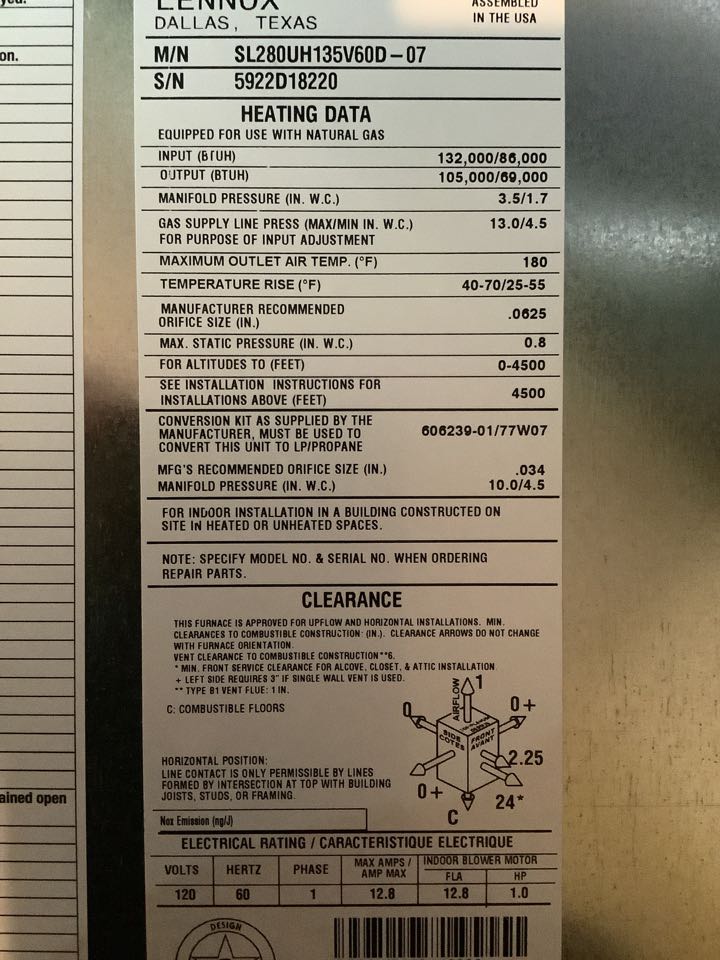 LENNOX
DALLAS, TEXAS
ASSEMBLED
IN THE USA
on.
M/N SL280UH135V60D-07
S/N 5922D18220
HEATING DATA
EQUIPPED FOR USE WITH NATURAL GAS
INPUT (BTUH) 132,000/86,000
OUTPUT (BTUH) 105,000/69,000
MANIFOLD PRESSURE (IN. W.C.) 3.5/1.7
GAS SUPPLY LINE PRESS (MAX/MIN IN. W.C.) 13.0/4.5
FOR PURPOSE OF INPUT ADJUSTMENT
MAXIMUM OUTLET AIR TEMP. (°F) 180
TEMPERATURE RISE (°F) 40-70/25-55
MANUFACTURER RECOMMENDED
ORIFICE SIZE (IN.) .0625
MAX. STATIC PRESSURE (IN. W.C.) 0.8
FOR ALTITUDES TO (FEET) 0-4500
SEE INSTALLATION INSTRUCTIONS FOR
INSTALLATIONS ABOVE (FEET) 4500
CONVERSION KIT AS SUPPLIED BY THE
MANUFACTURER, MUST BE USED TO 606239-01/77W07
CONVERT THIS UNIT TO LP/PROPANE
MFG'S RECOMMENDED ORIFICE SIZE (IN.) .034
MANIFOLD PRESSURE (IN. W.C.) 10.0/4.5
FOR INDOOR INSTALLATION IN A BUILDING CONSTRUCTED ON
SITE IN HEATED OR UNHEATED SPACES.
NOTE: SPECIFY MODEL NO. & SERIAL NO. WHEN ORDERING
REPAIR PARTS.
CLEARANCE
THIS FURNACE IS APPROVED FOR UPFLOW AND HORIZONTAL INSTALLATIONS. MIN.
CLEARANCES TO COMBUSTIBLE CONSTRUCTION: (IN.). CLEARANCE ARROWS DO NOT CHANGE
WITH FURNACE ORIENTATION.
VENT CLEARANCE TO COMBUSTIBLE CONSTRUCTION**6.
* MIN. FRONT SERVICE CLEARANCE FOR ALCOVE, CLOSET, & ATTIC INSTALLATION
+ LEFT SIDE REQUIRES 3" IF SINGLE WALL VENT IS USED.
** TYPE B1 VENT FLUE: 1 IN.
C: COMBUSTIBLE FLOORS
AIRFLOW
1
0
0+
SIDE
COTES
FRONT
AVANT
2.25
0+
24*
C
HORIZONTAL POSITION:
LINE CONTACT IS ONLY PERMISSIBLE BY LINES
FORMED BY INTERSECTION AT TOP WITH BUILDING
JOISTS, STUDS, OR FRAMING.
ained open
Nox Emission (ng/J)
ELECTRICAL RATING / CARACTERISTIQUE ELECTRIQUE
VOLTS HERTZ PHASE MAX AMPS / AMP MAX INDOOR BLOWER MOTOR
FLA HP
120 60 1 12.8 12.8 1.0
DESIGN